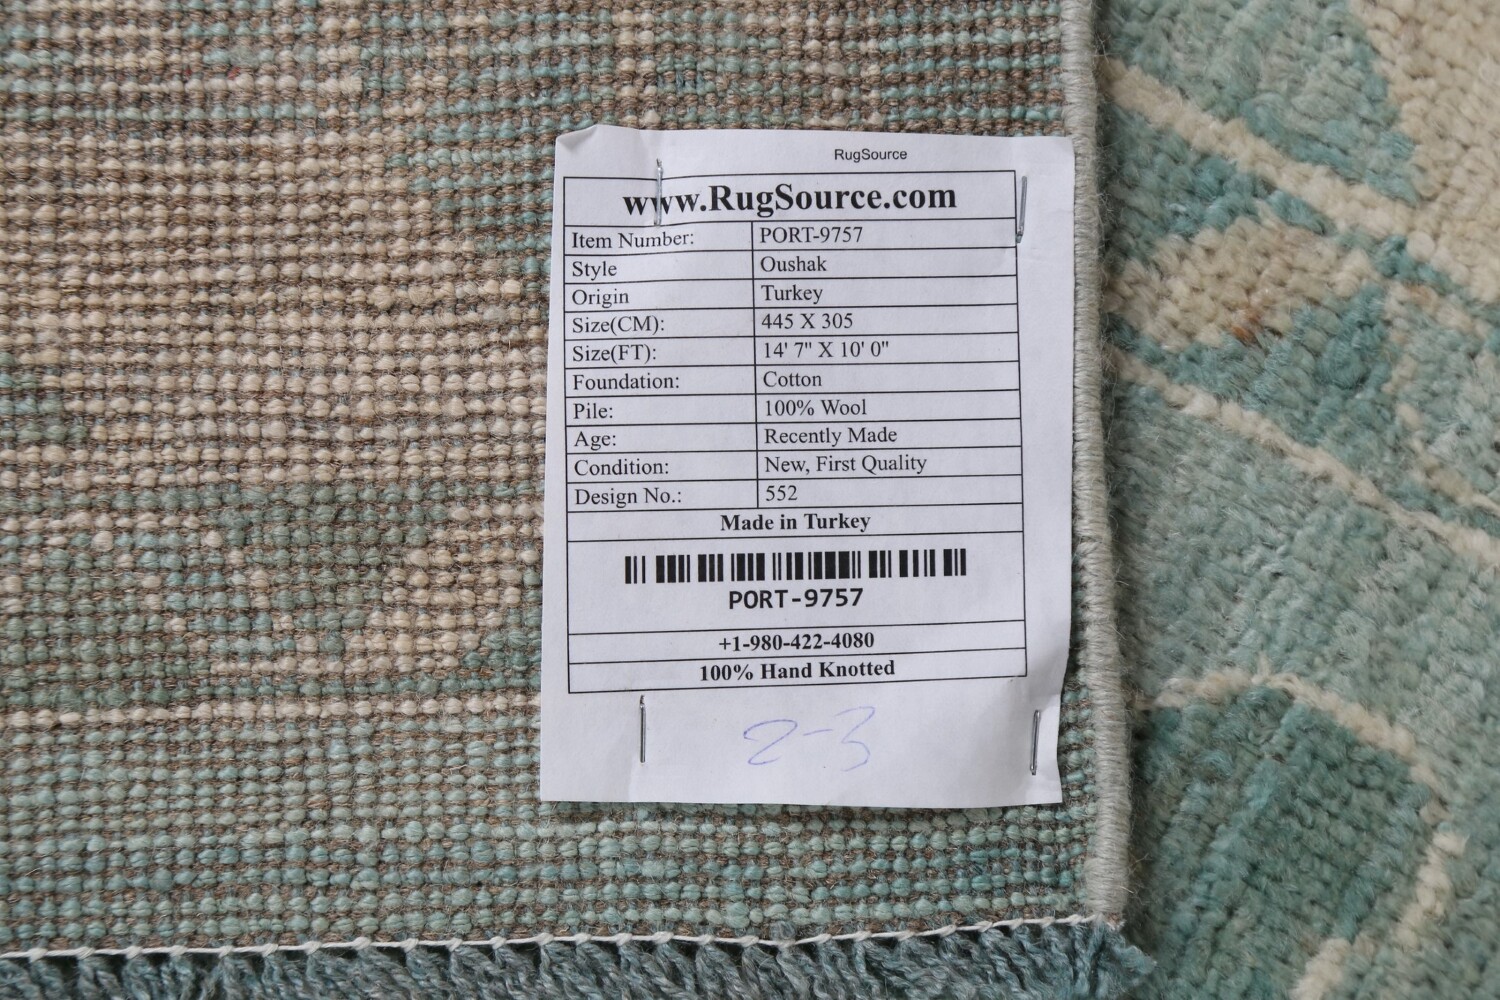 RugSource
www.RugSource.com
Item Number: PORT-9757
Style Oushak
Origin Turkey
Size(CM): 445 X 305
Size(FT): 14' 7" X 10' 0"
Foundation: Cotton
Pile: 100% Wool
Age: Recently Made
Condition: New, First Quality
Design No.: 552
Made in Turkey
PORT-9757
+1-980-422-4080
100% Hand Knotted
2-3